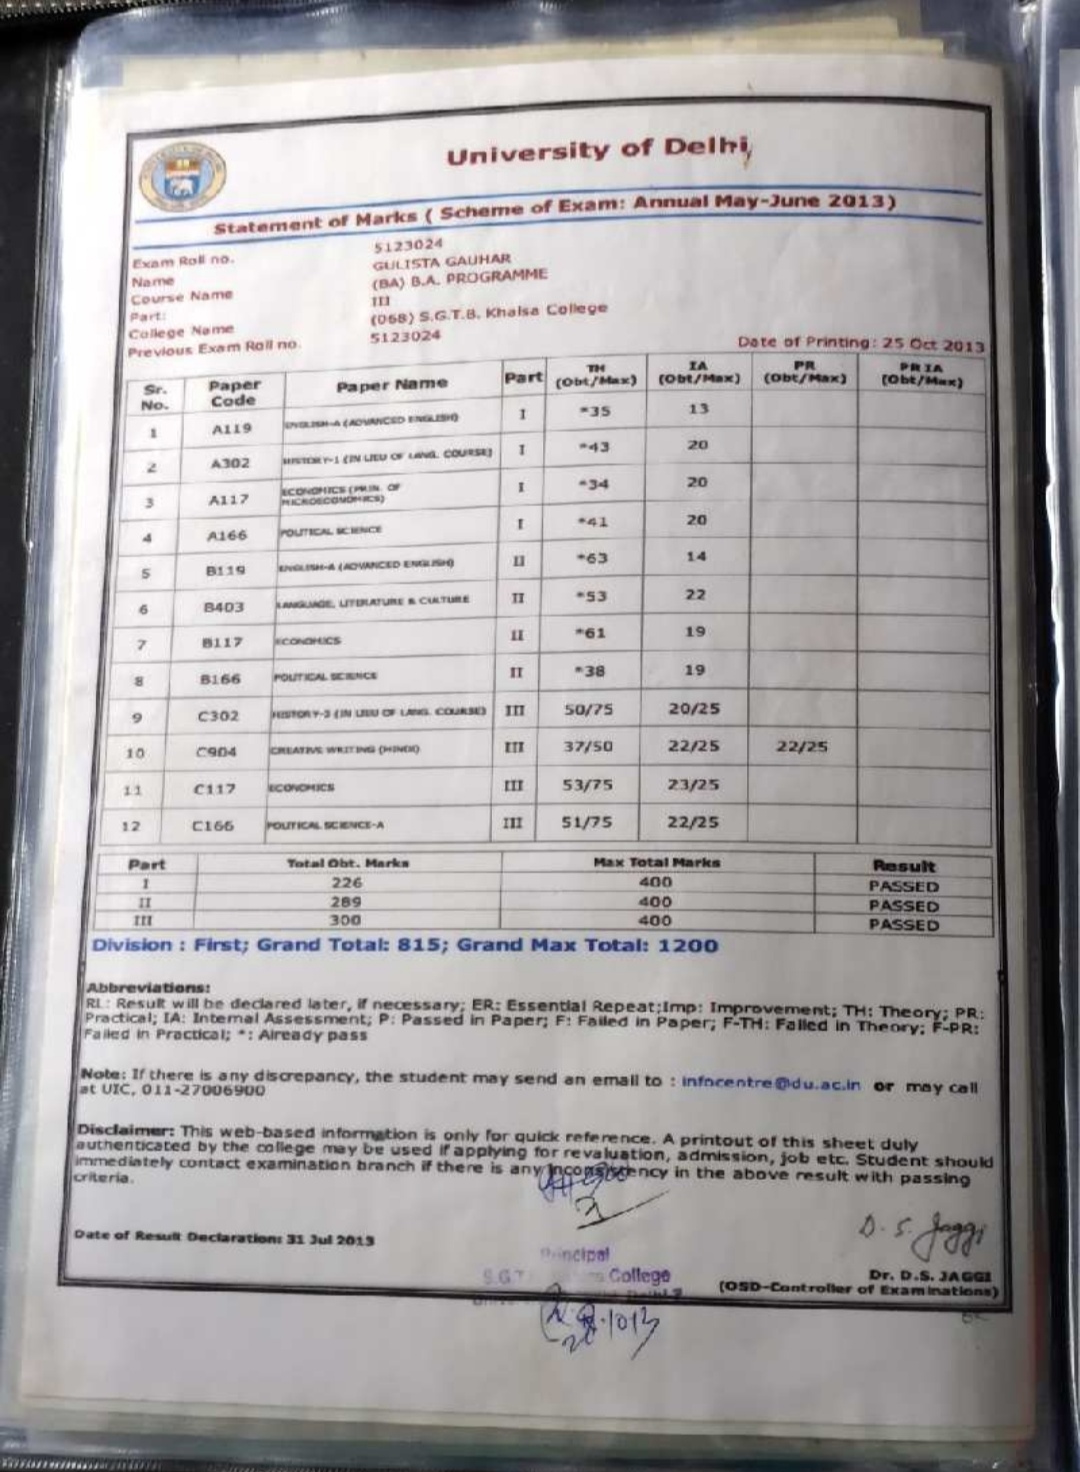 University of Delhi
Statement of Marks ( Scheme of Exam: Annual May-June 2013)
Exam Roll no. 5123024
Name GULISTA GAUHAR
Course Name (BA) B.A. PROGRAMME
Part: III
College Name (068) S.G.T.B. Khalsa College
Previous Exam Roll no. 5123024
Date of Printing: 25 Oct 2013
Sr. No. Paper Code Paper Name Part TH (Obt/Max) IA (Obt/Max) PR (Obt/Max) PR IA (Obt/Max)
1 A119 ENGLISH-A (ADVANCED ENGLISH) I *35 13
2 A302 HISTORY-1 (IN LIEU OF LANG. COURSE) I *43 20
3 A117 ECONOMICS (PRIN. OF MICROECONOMICS) I *34 20
4 A166 POLITICAL SCIENCE I *41 20
5 B119 ENGLISH-A (ADVANCED ENGLISH) II *63 14
6 B403 LANGUAGE, LITERATURE & CULTURE II *53 22
7 B117 ECONOMICS II *61 19
8 B166 POLITICAL SCIENCE II *38 19
9 C302 HISTORY-3 (IN LIEU OF LANG. COURSE) III 50/75 20/25
10 C904 CREATIVE WRITING (HINDI) III 37/50 22/25 22/25
11 C117 ECONOMICS III 53/75 23/25
12 C166 POLITICAL SCIENCE-A III 51/75 22/25
Part Total Obt. Marks Max Total Marks Result
I 226 400 PASSED
II 289 400 PASSED
III 300 400 PASSED
Division : First; Grand Total: 815; Grand Max Total: 1200
Abbreviations:
RL: Result will be declared later, if necessary; ER: Essential Repeat;Imp: Improvement; TH: Theory; PR:
Practical; IA: Internal Assessment; P: Passed in Paper; F: Failed in Paper; F-TH: Failed in Theory; F-PR:
Failed in Practical; *: Already pass
Note: If there is any discrepancy, the student may send an email to : infocentre@du.ac.in or may call
at UIC, 011-27006900
Disclaimer: This web-based information is only for quick reference. A printout of this sheet duly
authenticated by the college may be used if applying for revaluation, admission, job etc. Student should
immediately contact examination branch if there is any inconsistency in the above result with passing
criteria.
D. S. Jaggi
Date of Result Declaration: 31 Jul 2013
Principal
College
Dr. D.S. JAGGI
(OSD-Controller of Examinations)